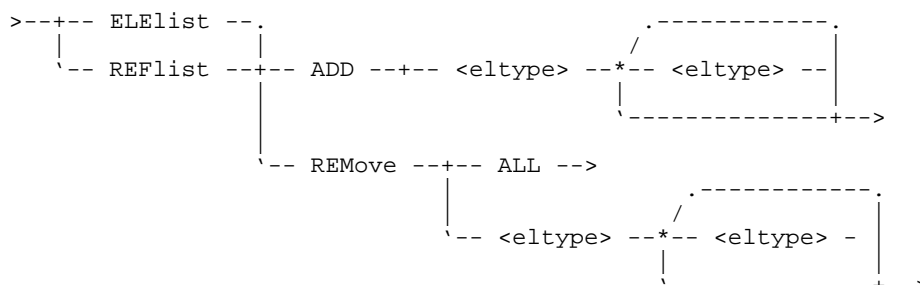 >--+-- ELElist --.                        .------------.
   |             |                       /             |
   `-- REFlist --+-- ADD --+-- <eltype> --*-- <eltype> --|
                 |                        |              |
                 |                        `--------------+-->
                 |
                 `-- REMove --+-- ALL -->
                              |                 .------------.
                              |                /             |
                              `-- <eltype> --*-- <eltype> - |
                                             |              |
                                             `--------------+-->